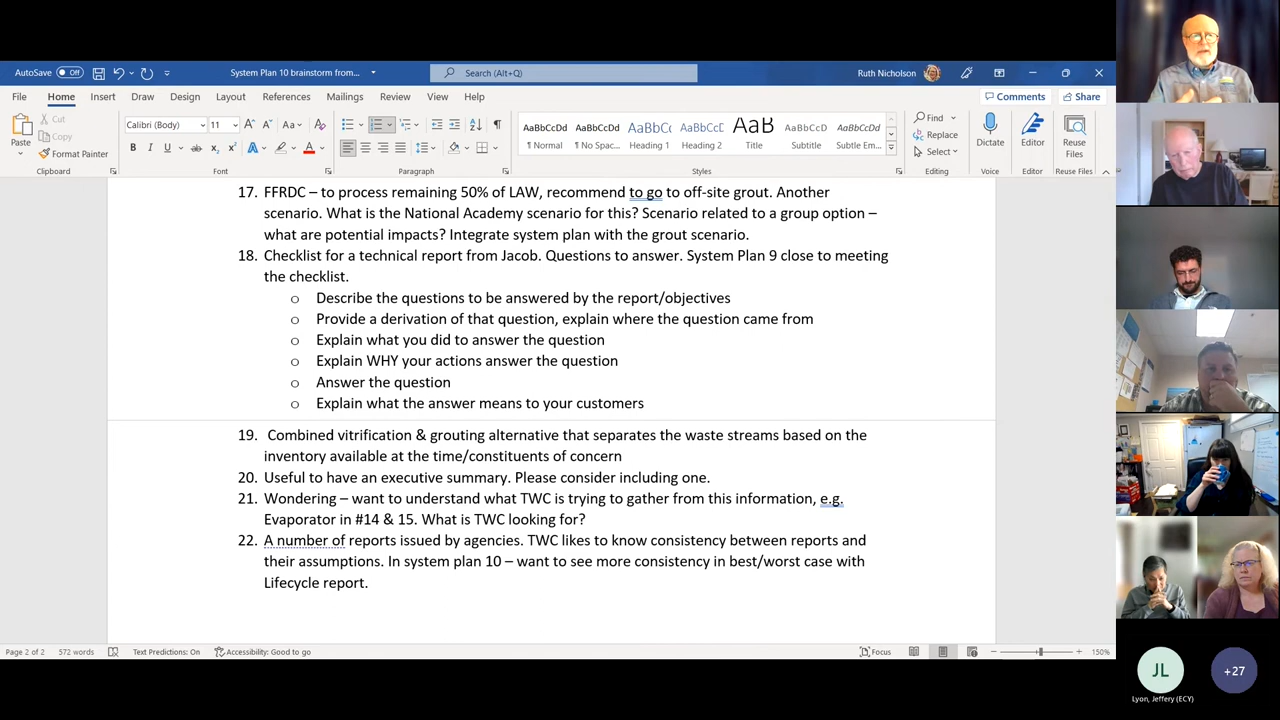 AutoSave Off System Plan 10 brainstorm from... Search (Alt+Q) Ruth Nicholson
File Home Insert Draw Design Layout References Mailings Review View Help Comments Share
Paste Cut Copy Format Painter
Calibri (Body) 11
AaBbCcDd AaBbCcDd AaBbCc AaBbCcD AaB AaBbCcD AaBbCcDd
¶ Normal ¶ No Spac... Heading 1 Heading 2 Title Subtitle Subtle Em...
Find Replace Select Dictate Editor Reuse Files
Clipboard Font Paragraph Styles Editing Voice Editor Reuse Files
17. FFRDC – to process remaining 50% of LAW, recommend to go to off-site grout. Another
scenario. What is the National Academy scenario for this? Scenario related to a group option –
what are potential impacts? Integrate system plan with the grout scenario.
18. Checklist for a technical report from Jacob. Questions to answer. System Plan 9 close to meeting
the checklist.
o Describe the questions to be answered by the report/objectives
o Provide a derivation of that question, explain where the question came from
o Explain what you did to answer the question
o Explain WHY your actions answer the question
o Answer the question
o Explain what the answer means to your customers
19. Combined vitrification & grouting alternative that separates the waste streams based on the
inventory available at the time/constituents of concern
20. Useful to have an executive summary. Please consider including one.
21. Wondering – want to understand what TWC is trying to gather from this information, e.g.
Evaporator in #14 & 15. What is TWC looking for?
22. A number of reports issued by agencies. TWC likes to know consistency between reports and
their assumptions. In system plan 10 – want to see more consistency in best/worst case with
Lifecycle report.
Page 2 of 2 572 words Text Predictions: On Accessibility: Good to go Focus 150%
JL +27
Lyon, Jeffery (ECY)